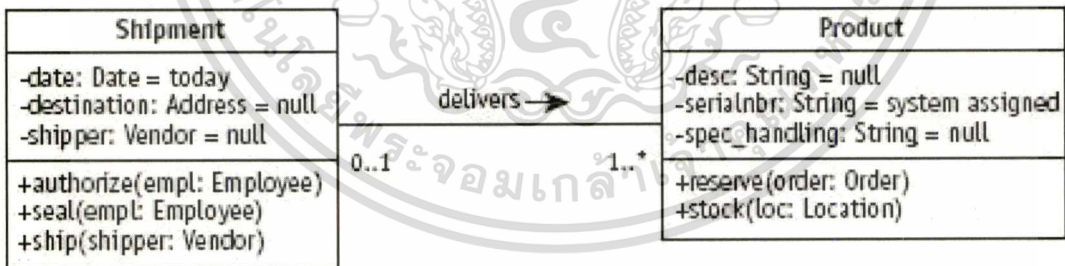 Shipment
-date: Date = today
-destination: Address = null
-shipper: Vendor = null
+authorize(empl: Employee)
+seal(empl: Employee)
+ship(shipper: Vendor)
delivers
0..1
1..*
Product
-desc: String = null
-serialnbr: String = system assigned
-spec_handling: String = null
+reserve(order: Order)
+stock(loc: Location)